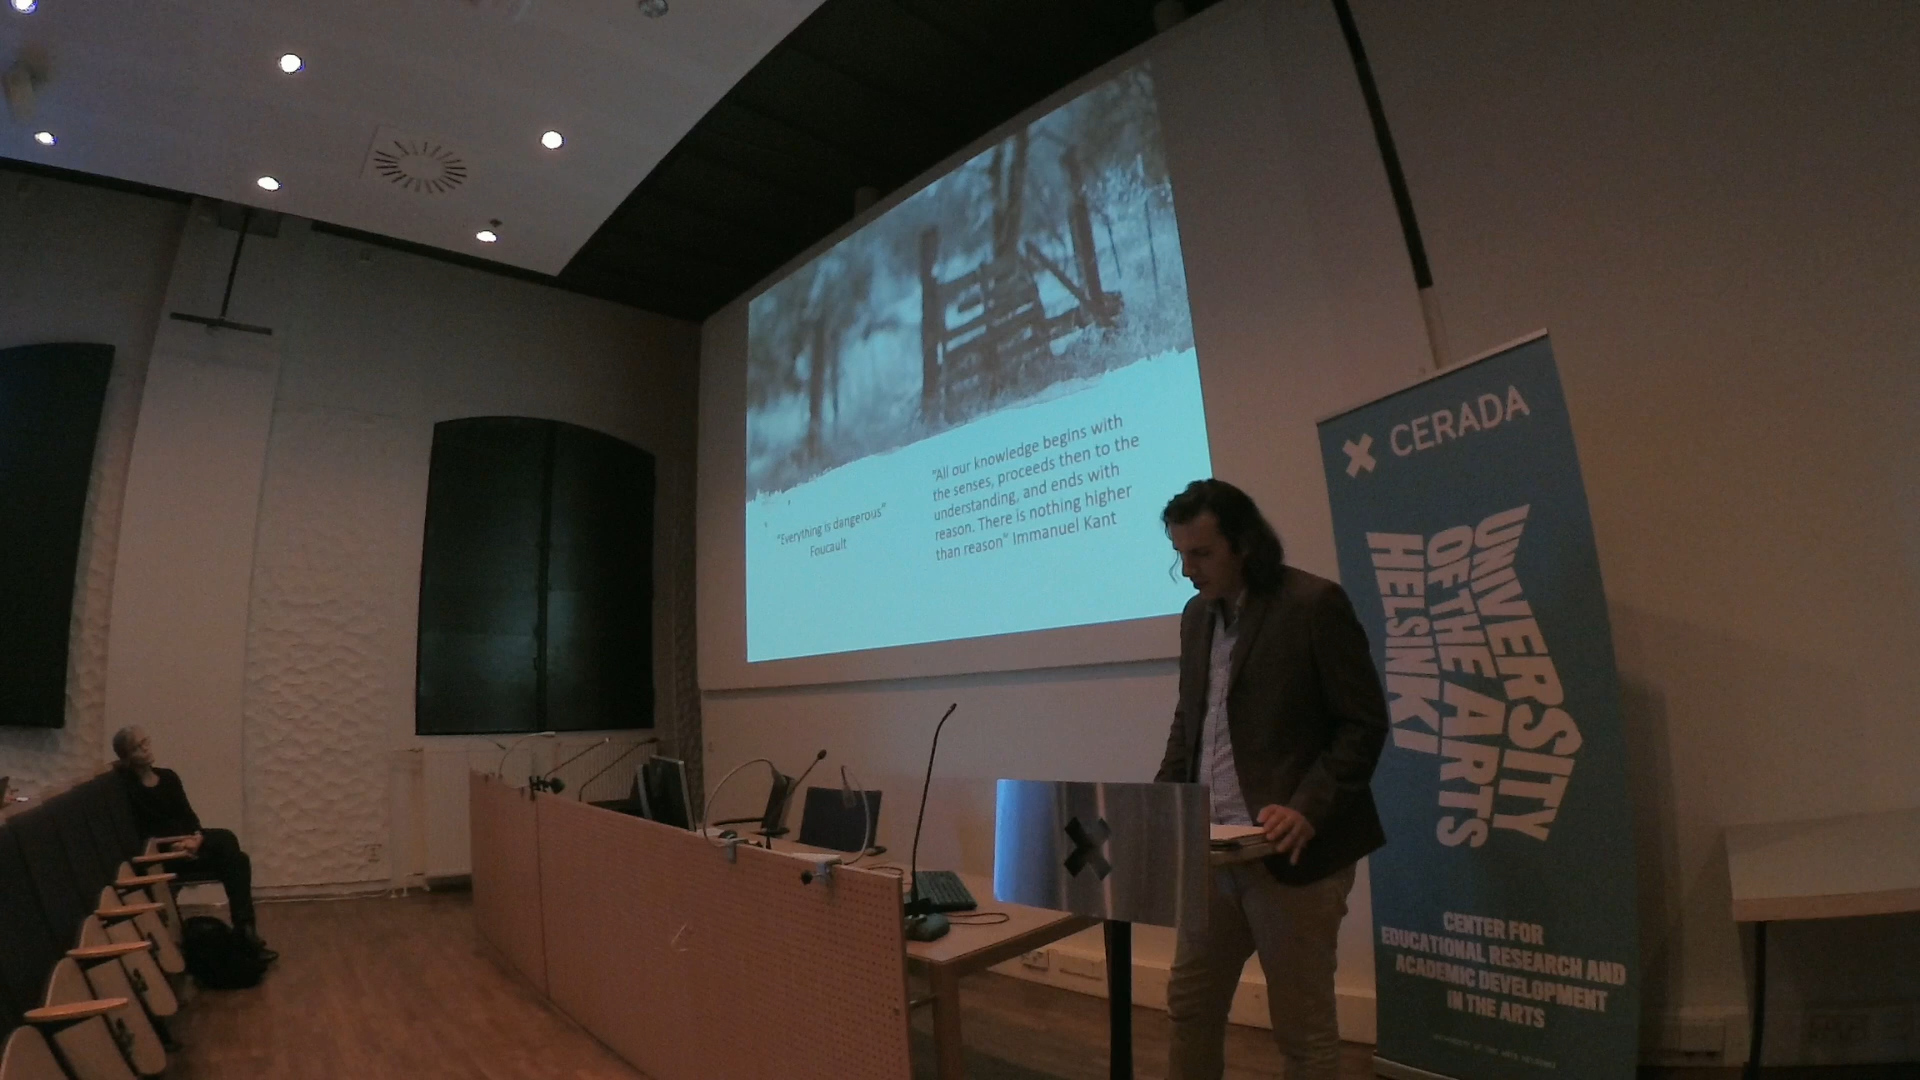 "Everything is dangerous"
Foucault
"All our knowledge begins with
the senses, proceeds then to the
understanding, and ends with
reason. There is nothing higher
than reason" Immanuel Kant
CERADA
UNIVERSITY
OF THE ARTS
HELSINKI
CENTER FOR
EDUCATIONAL RESEARCH AND
ACADEMIC DEVELOPMENT
IN THE ARTS